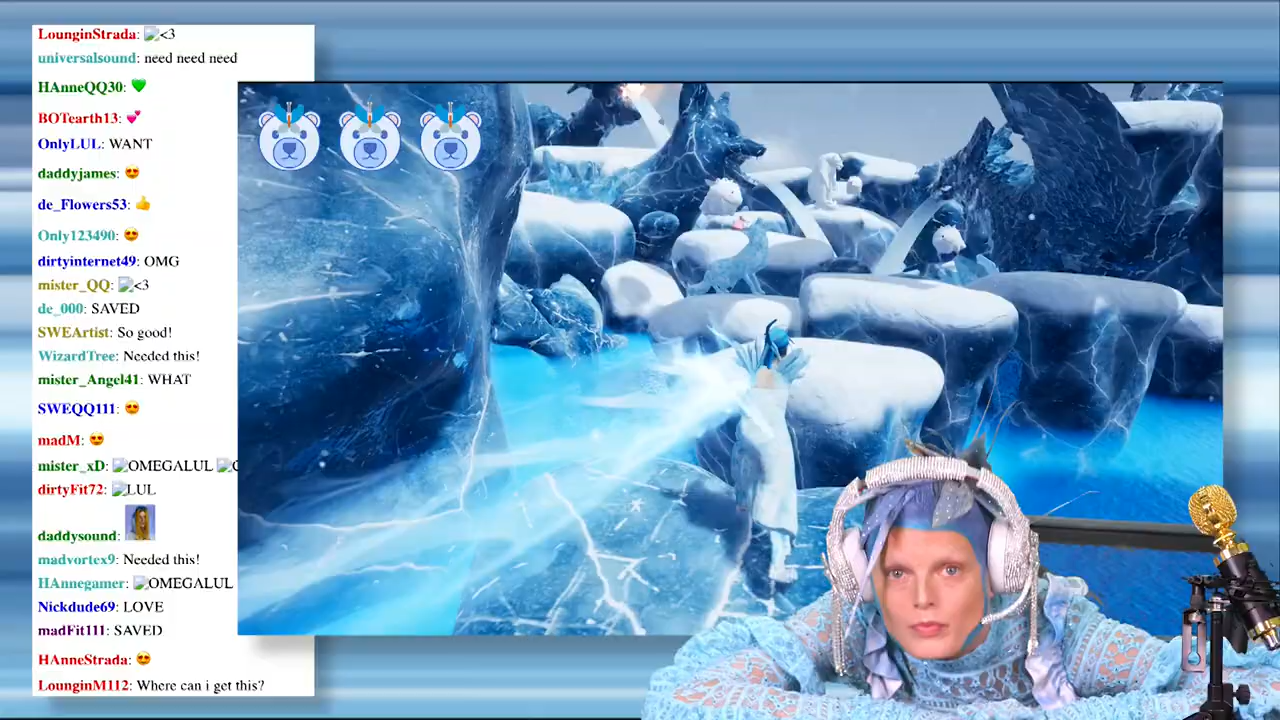 LounginStrada: <3
universalsound: need need need
HAnneQQ30: 💚
BOTearth13: 💕
OnlyLUL: WANT
daddyjames: 😍
de_Flowers53: 👍
Only123490: 😍
dirtyinternet49: OMG
mister_QQ: <3
de_000: SAVED
SWEArtist: So good!
WizardTree: Needed this!
mister_Angel41: WHAT
SWEQQ111: 😍
madM: 😍
mister_xD: OMEGALUL
dirtyFit72: LUL
daddysound:
madvortex9: Needed this!
HAnnegamer: OMEGALUL
Nickdude69: LOVE
madFit111: SAVED
HAnneStrada: 😍
LounginM112: Where can i get this?